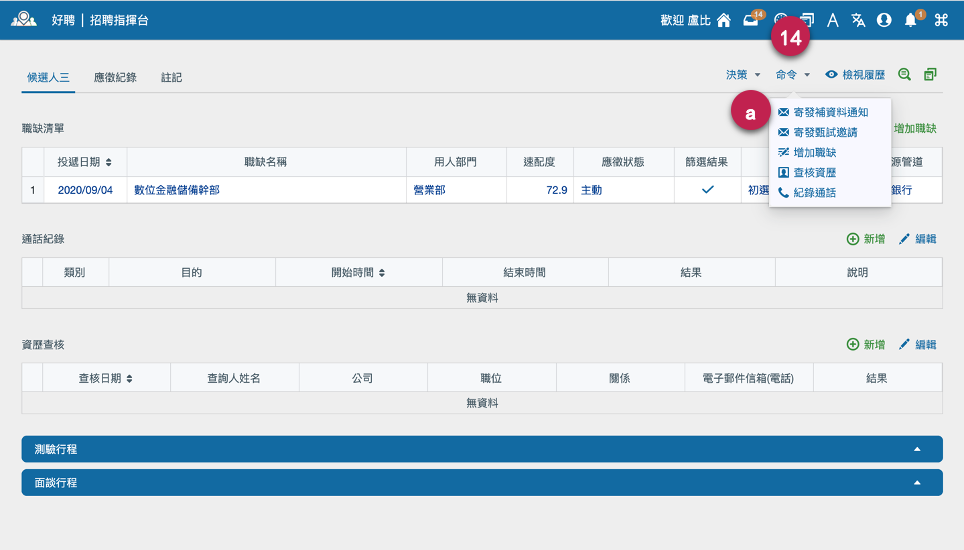 好聘 | 招聘指揮台
歡迎 盧比 14 1
14
候選人三 應徵紀錄 註記
決策 命令 檢視履歷
a
寄發補資料通知
寄發甄試邀請
增加職缺
查核資歷
紀錄通話
職缺清單 增加職缺
投遞日期 職缺名稱 用人部門 速配度 應徵狀態 篩選結果 源管道
1 2020/09/04 數位金融儲備幹部 營業部 72.9 主動 初選 銀行
通話紀錄 新增 編輯
類別 目的 開始時間 結束時間 結果 說明
無資料
資歷查核 新增 編輯
查核日期 查詢人姓名 公司 職位 關係 電子郵件信箱(電話) 結果
無資料
測驗行程
面談行程